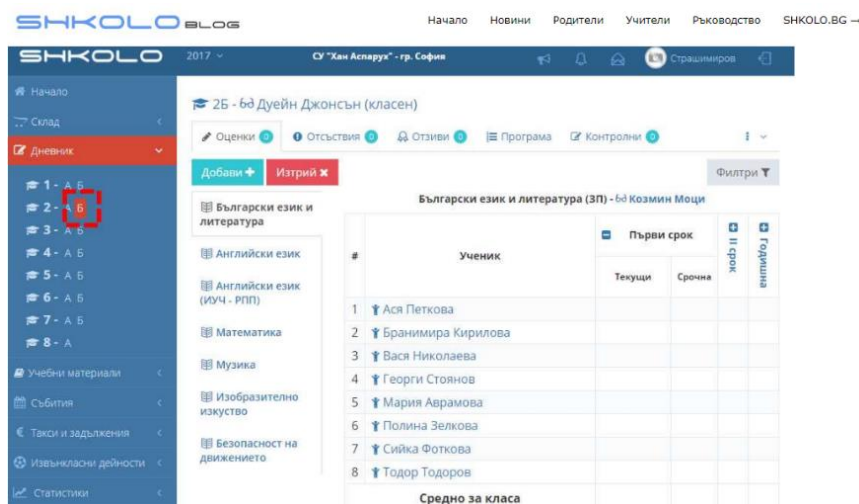 SHKOLO BLOG
Начало Новини Родители Учители Ръководство SHKOLO.BG →
SHKOLO 2017 СУ "Хан Аспарух" - гр. София Страшимиров
Начало
Склад
Дневник
1 - А Б
2 - А Б
3 - А Б
4 - А Б
5 - А Б
6 - А Б
7 - А Б
8 - А
Учебни материали
Събития
Такси и задължения
Извънкласни дейности
Статистики
2Б - Дуейн Джонсън (класен)
Оценки 0 Отсъствия 0 Отзиви 0 Програма Контролни 0
Добави Изтрий Филтри
Български език и литература
Английски език
Английски език (ИУЧ - РПП)
Математика
Музика
Изобразително изкуство
Безопасност на движението
Български език и литература (ЗП) - Козмин Моци
# Ученик Първи срок II срок Годишна
Текущи Срочна
1 Ася Петкова
2 Бранимира Кирилова
3 Вася Николаева
4 Георги Стоянов
5 Мария Аврамова
6 Полина Зелкова
7 Сийка Фоткова
8 Тодор Тодоров
Средно за класа